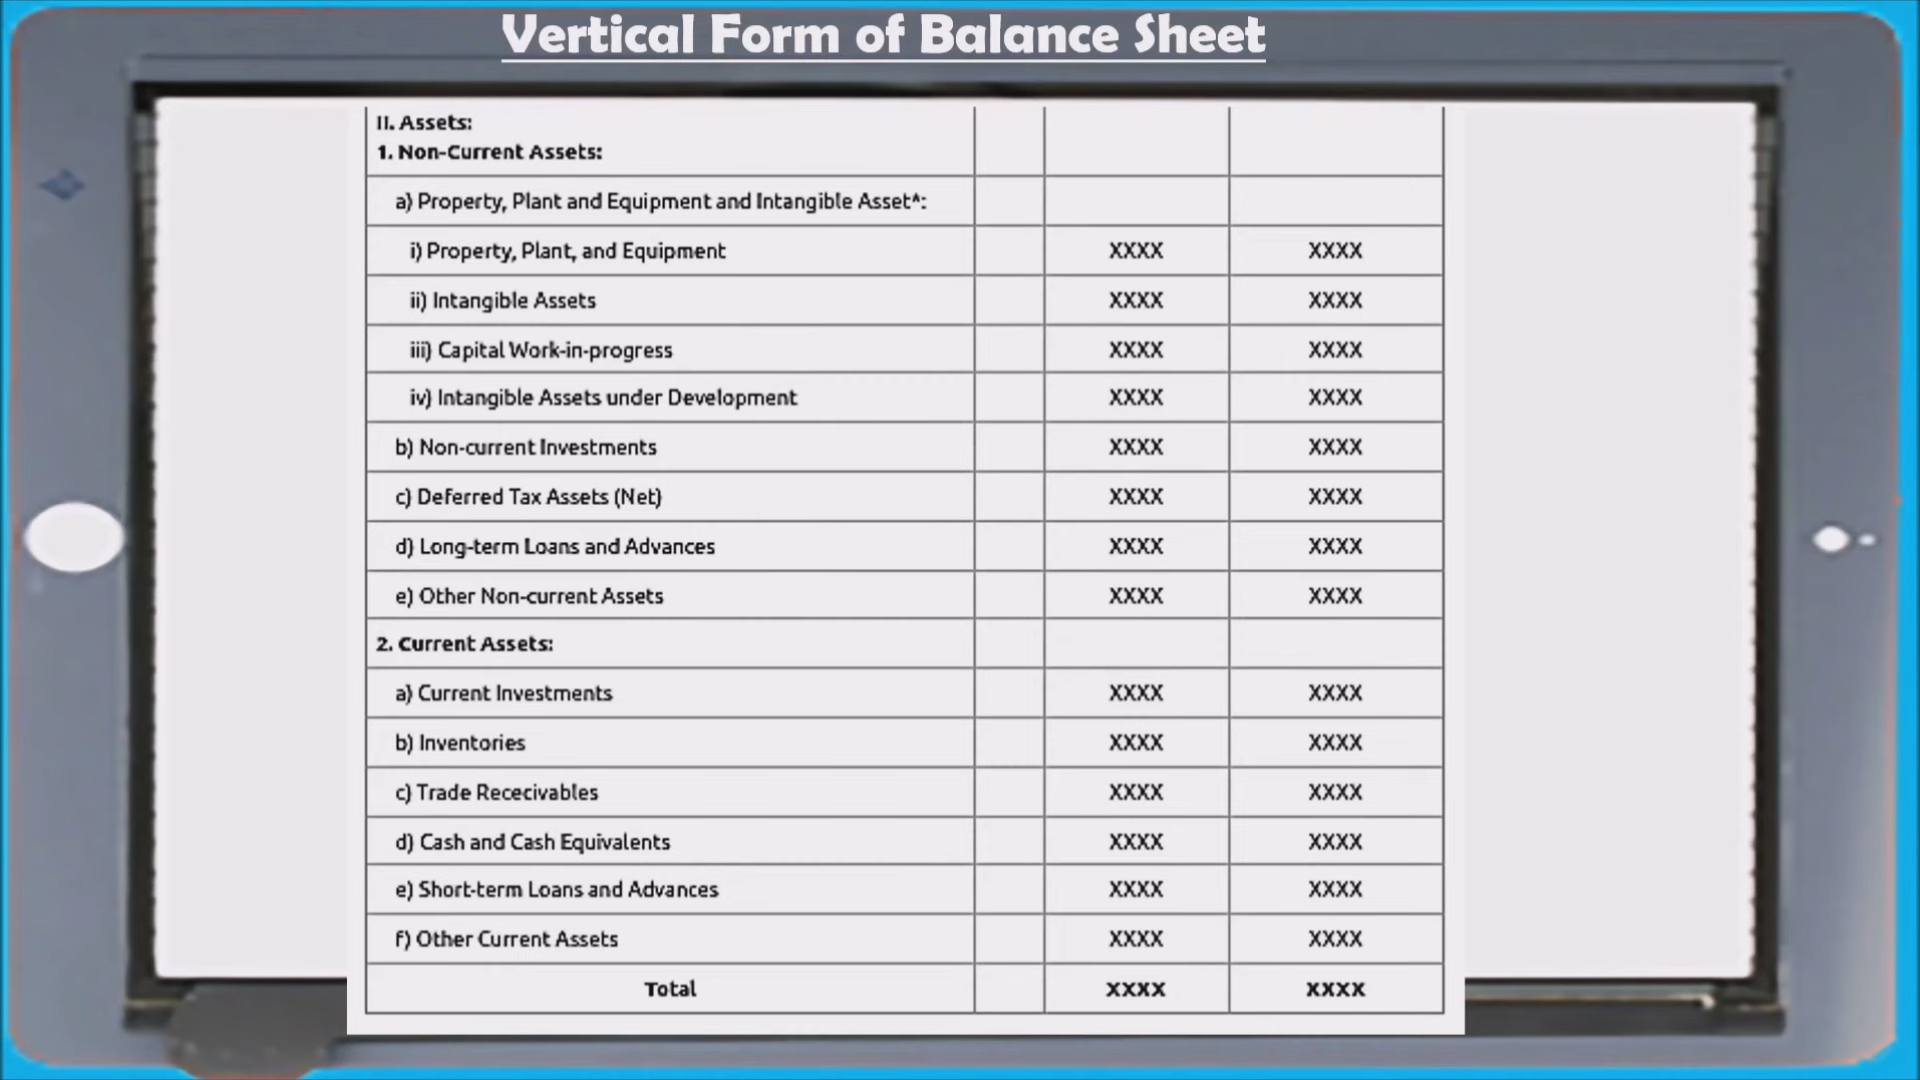 Vertical Form of Balance Sheet
II. Assets:
1. Non-Current Assets:
a) Property, Plant and Equipment and Intangible Asset^:
i) Property, Plant, and Equipment XXXX XXXX
ii) Intangible Assets XXXX XXXX
iii) Capital Work-in-progress XXXX XXXX
iv) Intangible Assets under Development XXXX XXXX
b) Non-current Investments XXXX XXXX
c) Deferred Tax Assets (Net) XXXX XXXX
d) Long-term Loans and Advances XXXX XXXX
e) Other Non-current Assets XXXX XXXX
2. Current Assets:
a) Current Investments XXXX XXXX
b) Inventories XXXX XXXX
c) Trade Rececivables XXXX XXXX
d) Cash and Cash Equivalents XXXX XXXX
e) Short-term Loans and Advances XXXX XXXX
f) Other Current Assets XXXX XXXX
Total XXXX XXXX